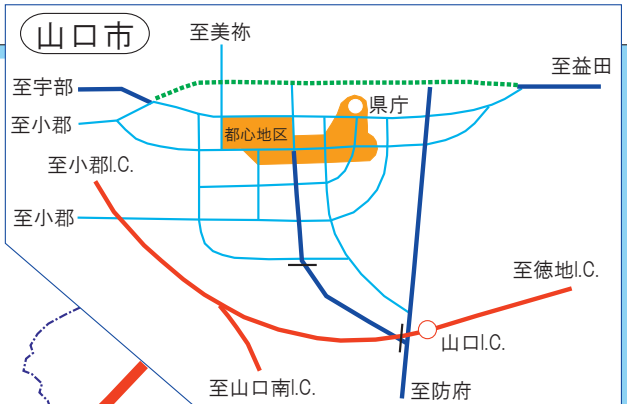 山口市
至美祢
至益田
至宇部
県庁
至小郡
都心地区
至小郡I.C.
至小郡
至徳地I.C.
山口I.C.
至山口南I.C.
至防府